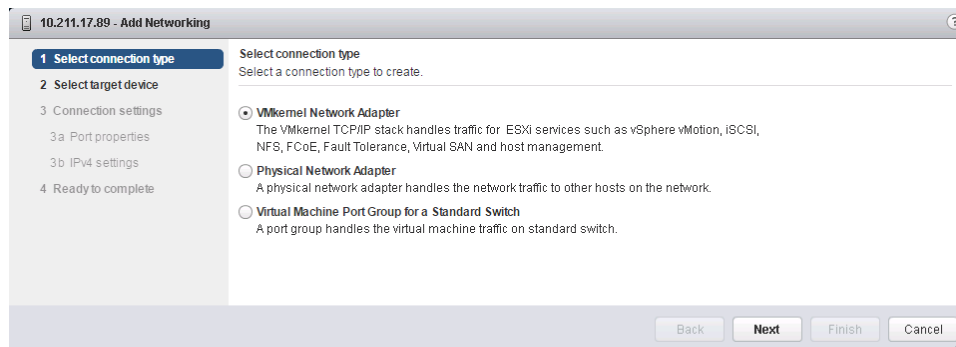 10.211.17.89 - Add Networking
?
1 Select connection type
2 Select target device
3 Connection settings
3a Port properties
3b IPv4 settings
4 Ready to complete
Select connection type
Select a connection type to create.
VMkernel Network Adapter
The VMkernel TCP/IP stack handles traffic for ESXi services such as vSphere vMotion, iSCSI,
NFS, FCoE, Fault Tolerance, Virtual SAN and host management.
Physical Network Adapter
A physical network adapter handles the network traffic to other hosts on the network.
Virtual Machine Port Group for a Standard Switch
A port group handles the virtual machine traffic on standard switch.
Back Next Finish Cancel